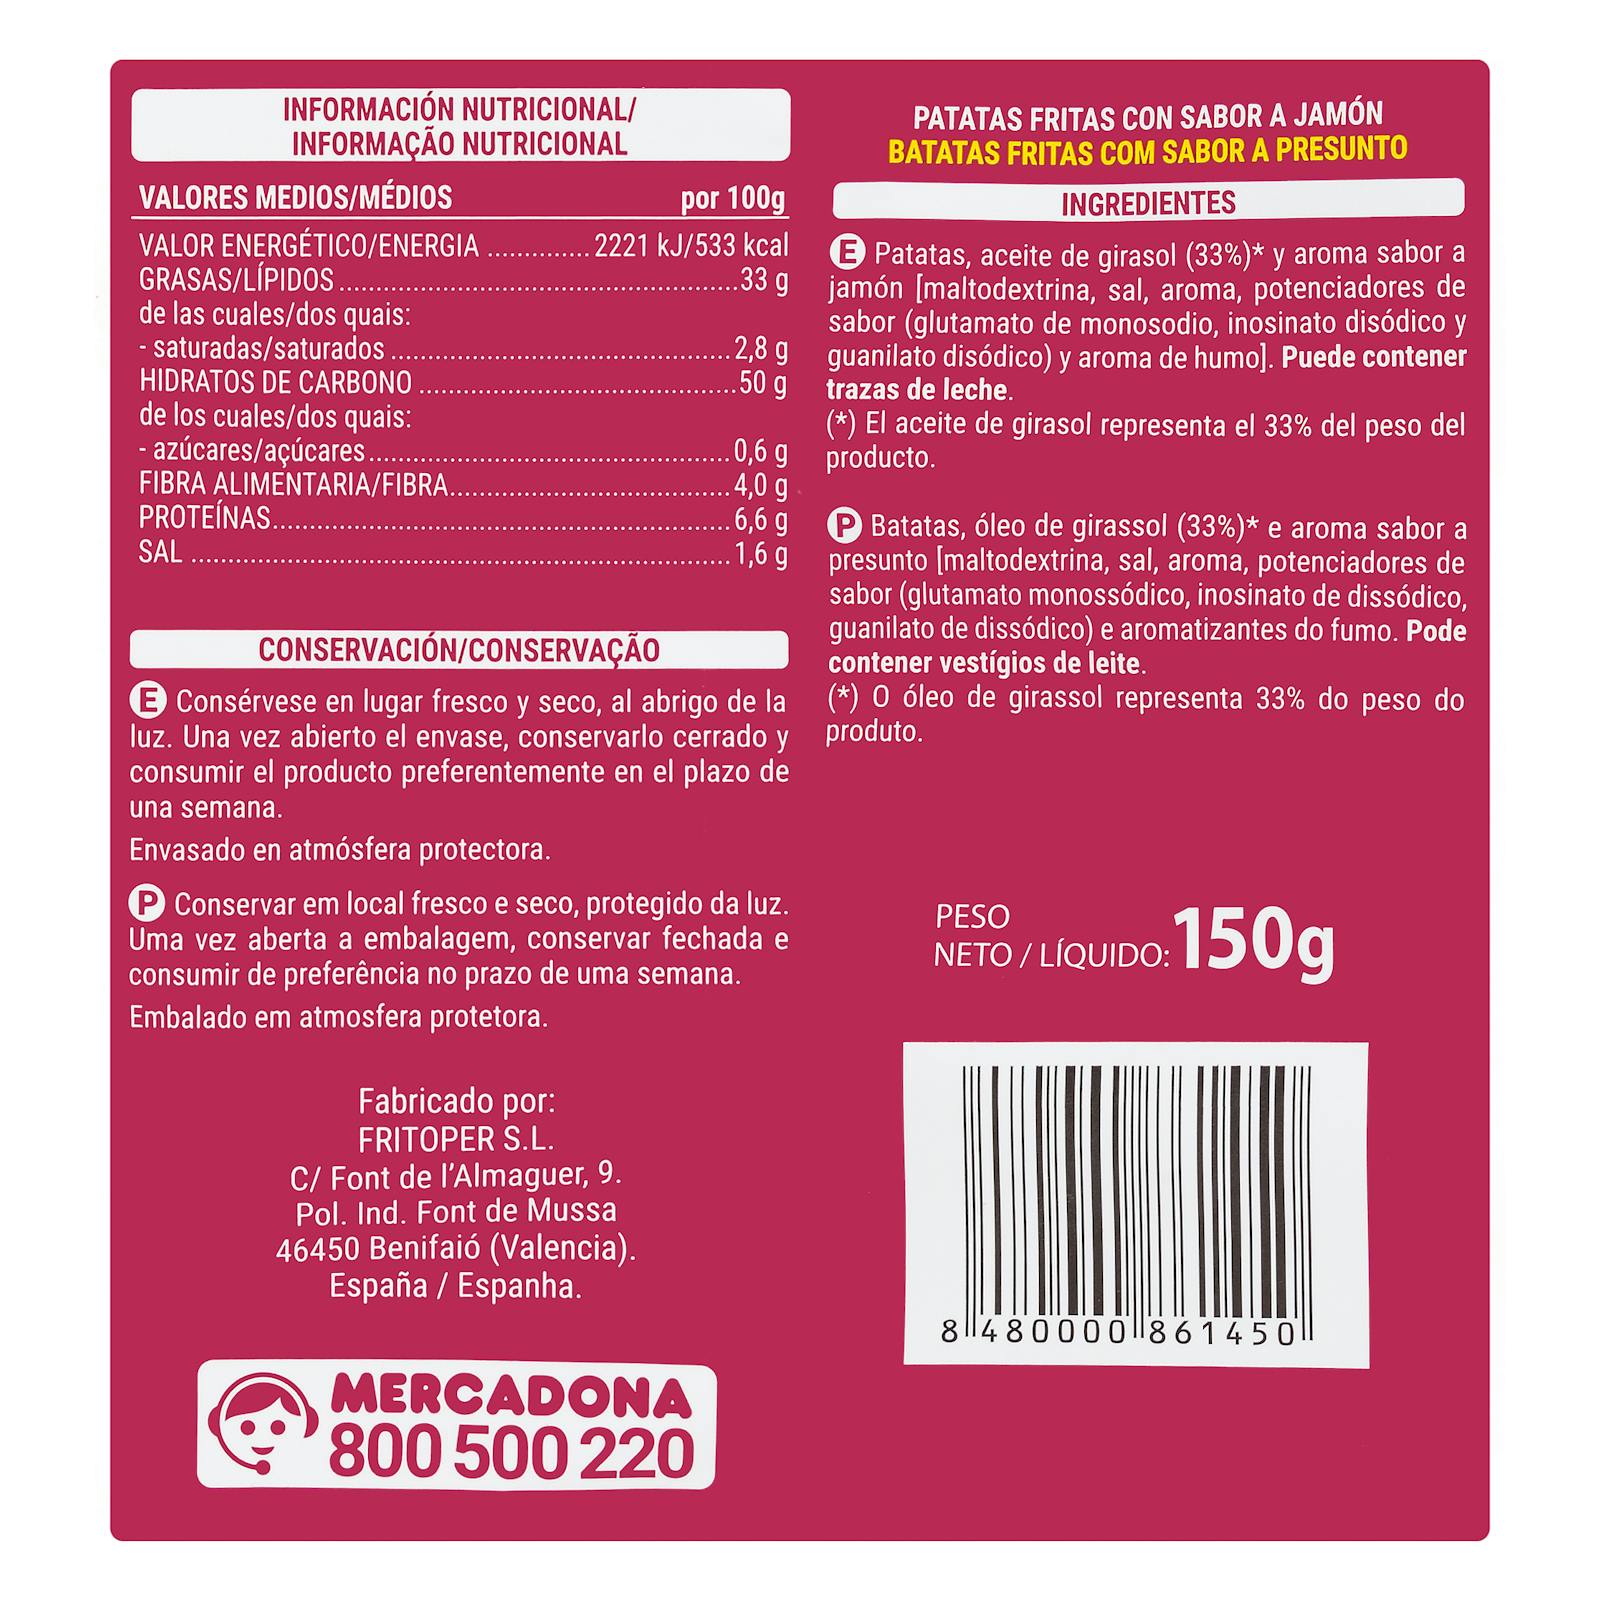 INFORMACIÓN NUTRICIONAL/
INFORMAÇÃO NUTRICIONAL
VALORES MEDIOS/MÉDIOS por 100g
VALOR ENERGÉTICO/ENERGIA ............. 2221 kJ/533 kcal
GRASAS/LÍPIDOS ..................................................33 g
de las cuales/dos quais:
- saturadas/saturados ........................................... 2,8 g
HIDRATOS DE CARBONO ........................................50 g
de los cuales/dos quais:
- azúcares/açúcares.............................................. 0,6 g
FIBRA ALIMENTARIA/FIBRA................................... 4,0 g
PROTEÍNAS.......................................................... 6,6 g
SAL .................................................................... 1,6 g
CONSERVACIÓN/CONSERVAÇÃO
E Consérvese en lugar fresco y seco, al abrigo de la
luz. Una vez abierto el envase, conservarlo cerrado y
consumir el producto preferentemente en el plazo de
una semana.
Envasado en atmósfera protectora.
P Conservar em local fresco e seco, protegido da luz.
Uma vez aberta a embalagem, conservar fechada e
consumir de preferência no prazo de uma semana.
Embalado em atmosfera protetora.
Fabricado por:
FRITOPER S.L.
C/ Font de l'Almaguer, 9.
Pol. Ind. Font de Mussa
46450 Benifaió (Valencia).
España / Espanha.
MERCADONA
800 500 220
PATATAS FRITAS CON SABOR A JAMÓN
BATATAS FRITAS COM SABOR A PRESUNTO
INGREDIENTES
E Patatas, aceite de girasol (33%)* y aroma sabor a
jamón [maltodextrina, sal, aroma, potenciadores de
sabor (glutamato de monosodio, inosinato disódico y
guanilato disódico) y aroma de humo]. Puede contener
trazas de leche.
(*) El aceite de girasol representa el 33% del peso del
producto.
P Batatas, óleo de girassol (33%)* e aroma sabor a
presunto [maltodextrina, sal, aroma, potenciadores de
sabor (glutamato monossódico, inosinato de dissódico,
guanilato de dissódico) e aromatizantes do fumo. Pode
contener vestígios de leite.
(*) O óleo de girassol representa 33% do peso do
produto.
PESO
NETO / LÍQUIDO: 150g
8 480000 861450